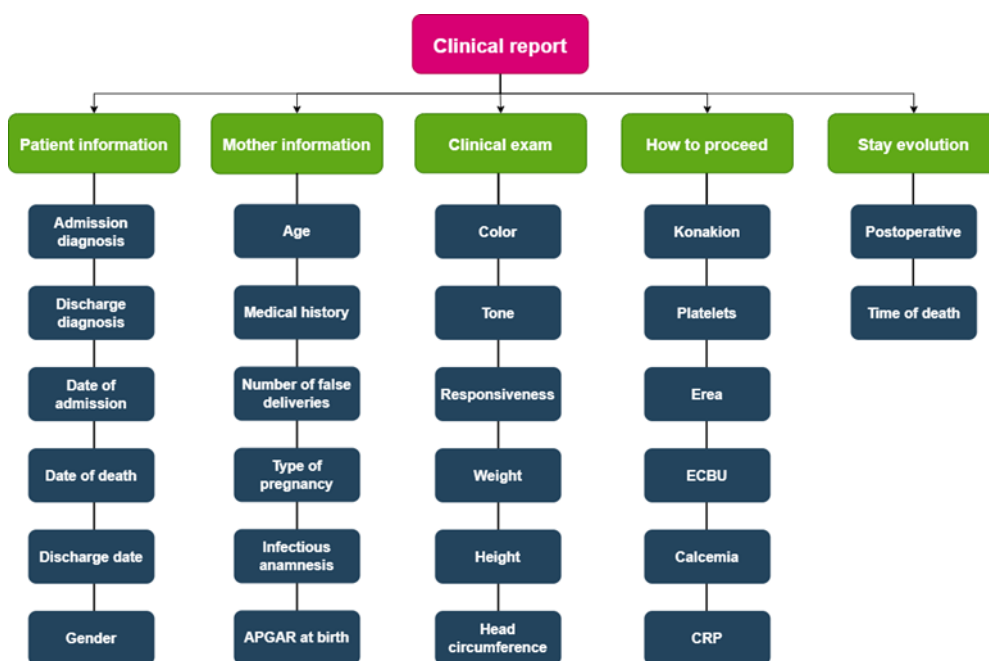 Clinical report
Patient information
Mother information
Clinical exam
How to proceed
Stay evolution
Admission
diagnosis
Discharge
diagnosis
Date of
admission
Date of death
Discharge date
Gender
Age
Medical history
Number of false
deliveries
Type of
pregnancy
Infectious
anamnesis
APGAR at birth
Color
Tone
Responsiveness
Weight
Height
Head
circumference
Konakion
Platelets
Erea
ECBU
Calcemia
CRP
Postoperative
Time of death